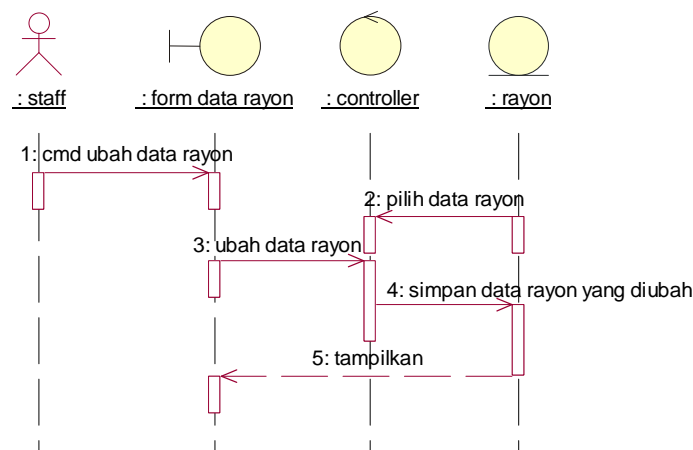 : staff
: form data rayon
: controller
: rayon
1: cmd ubah data rayon
2: pilih data rayon
3: ubah data rayon
4: simpan data rayon yang diubah
5: tampilkan